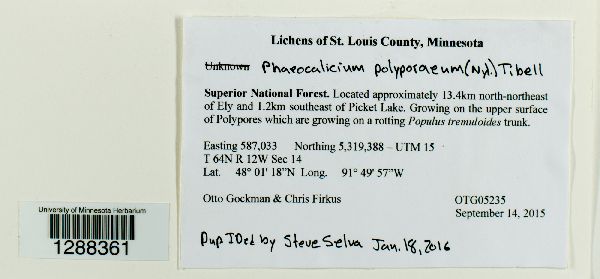 Lichens of St. Louis County, Minnesota
Unknown Phaeocalicium polyporaeum (Nyl.) Tibell
Superior National Forest. Located approximately 13.4km north-northeast
of Ely and 1.2km southeast of Picket Lake. Growing on the upper surface
of Polypores which are growing on a rotting Populus tremuloides trunk.
Easting 587,033 Northing 5,319,388 – UTM 15
T 64N R 12W Sec 14
Lat. 48° 01' 18"N Long. 91° 49' 57"W
Otto Gockman & Chris Firkus OTG05235
September 14, 2015
Dup IDed by Steve Selva Jan. 18, 2016
University of Minnesota Herbarium
1288361